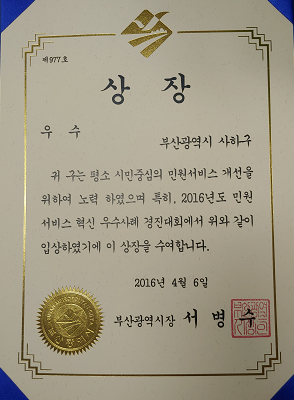 제977호
상장
우수
부산광역시 사하구
귀 구는 평소 시민중심의 민원서비스 개선을
위하여 노력 하였으며 특히, 2016년도 민원
서비스 혁신 우수사례 경진대회에서 위와 같이
입상하였기에 이 상장을 수여합니다.
2016년 4월 6일
부산광역시장 서병수